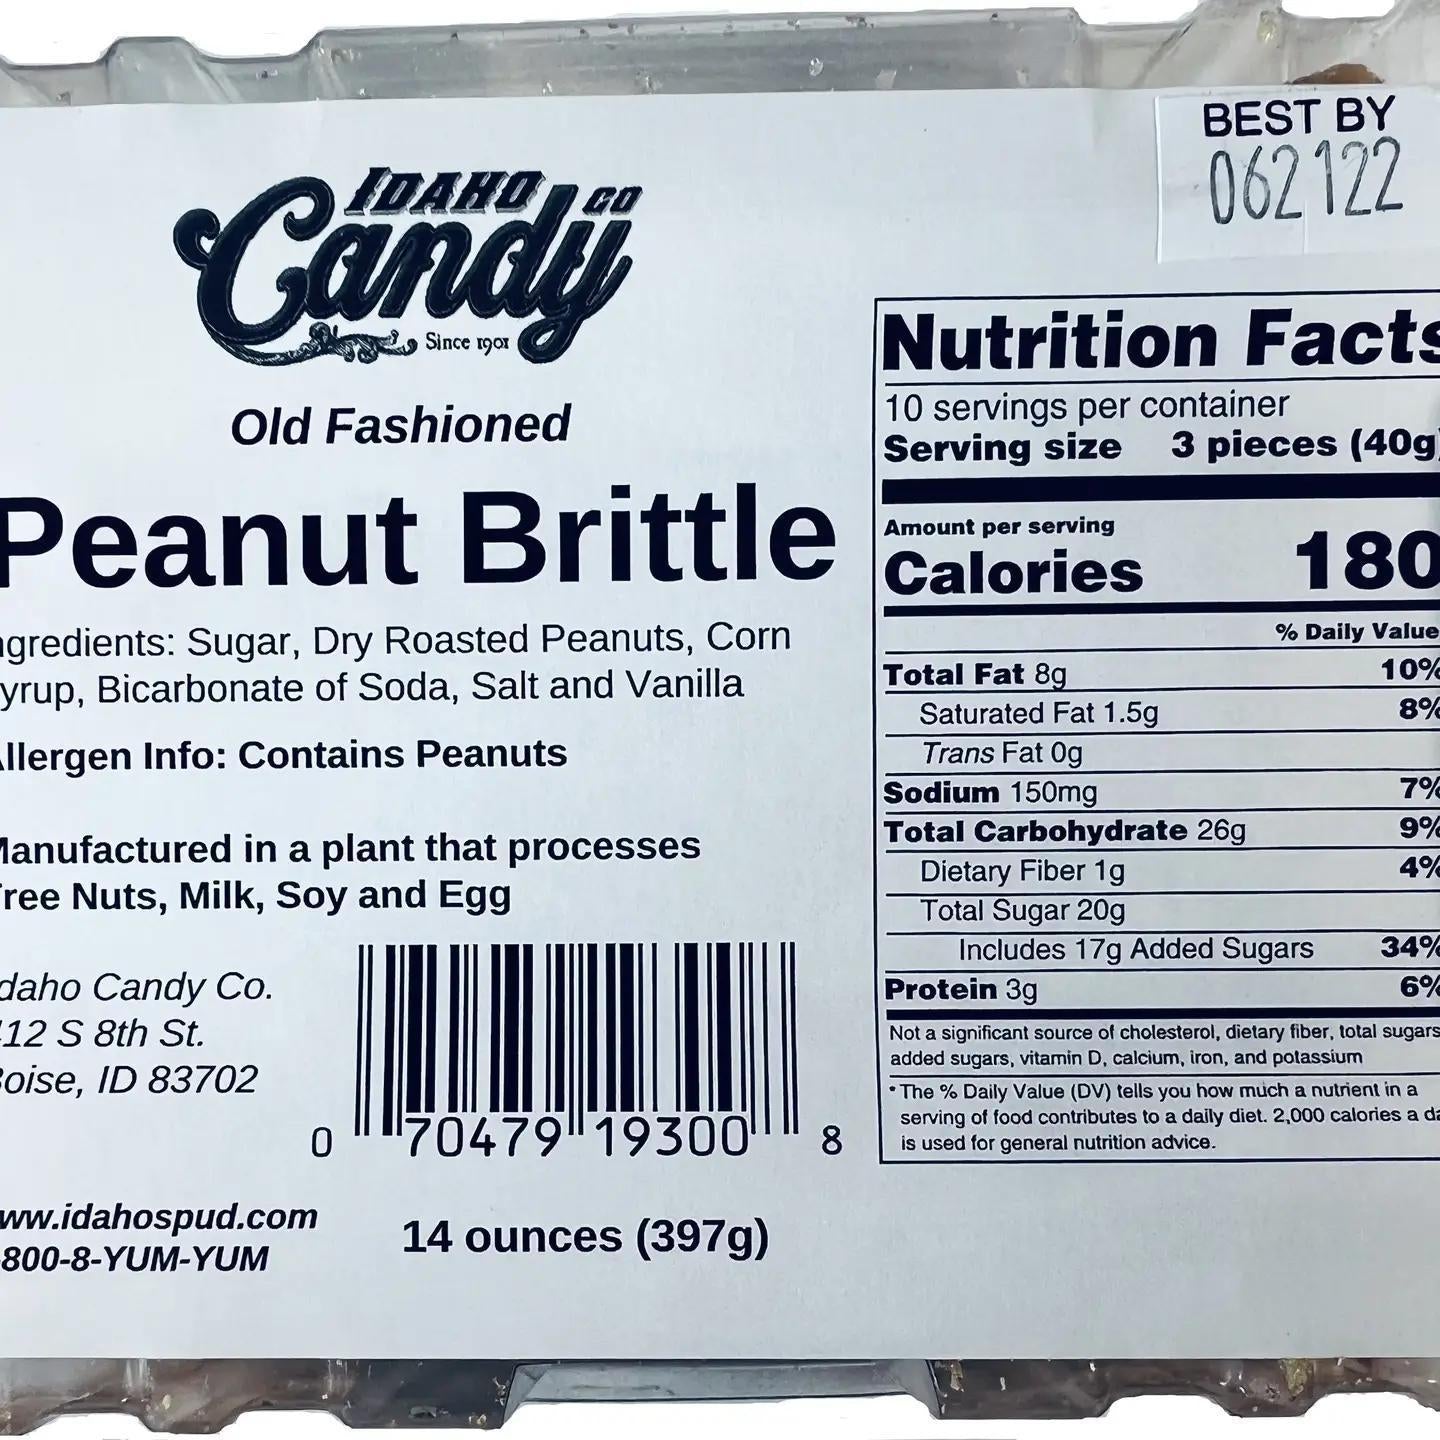 BEST BY
062122
IDAHO
Candy CO
Since 1901
Old Fashioned
Peanut Brittle
ngredients: Sugar, Dry Roasted Peanuts, Corn
yrup, Bicarbonate of Soda, Salt and Vanilla
llergen Info: Contains Peanuts
anufactured in a plant that processes
ree Nuts, Milk, Soy and Egg
daho Candy Co.
12 S 8th St.
oise, ID 83702
0 70479 19300 8
ww.idahospud.com
-800-8-YUM-YUM
14 ounces (397g)
Nutrition Facts
10 servings per container
Serving size 3 pieces (40g)
Amount per serving
Calories 180
% Daily Value
Total Fat 8g 10%
Saturated Fat 1.5g 8%
Trans Fat 0g
Sodium 150mg 7%
Total Carbohydrate 26g 9%
Dietary Fiber 1g 4%
Total Sugar 20g
Includes 17g Added Sugars 34%
Protein 3g 6%
Not a significant source of cholesterol, dietary fiber, total sugars
added sugars, vitamin D, calcium, iron, and potassium
* The % Daily Value (DV) tells you how much a nutrient in a
serving of food contributes to a daily diet. 2,000 calories a da
is used for general nutrition advice.